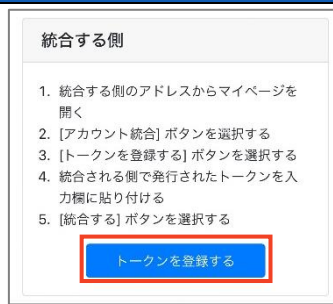 統合する側
1. 統合する側のアドレスからマイページを
開く
2. [アカウント統合] ボタンを選択する
3. [トークンを登録する] ボタンを選択する
4. 統合される側で発行されたトークンを入
力欄に貼り付ける
5. [統合する] ボタンを選択する
トークンを登録する